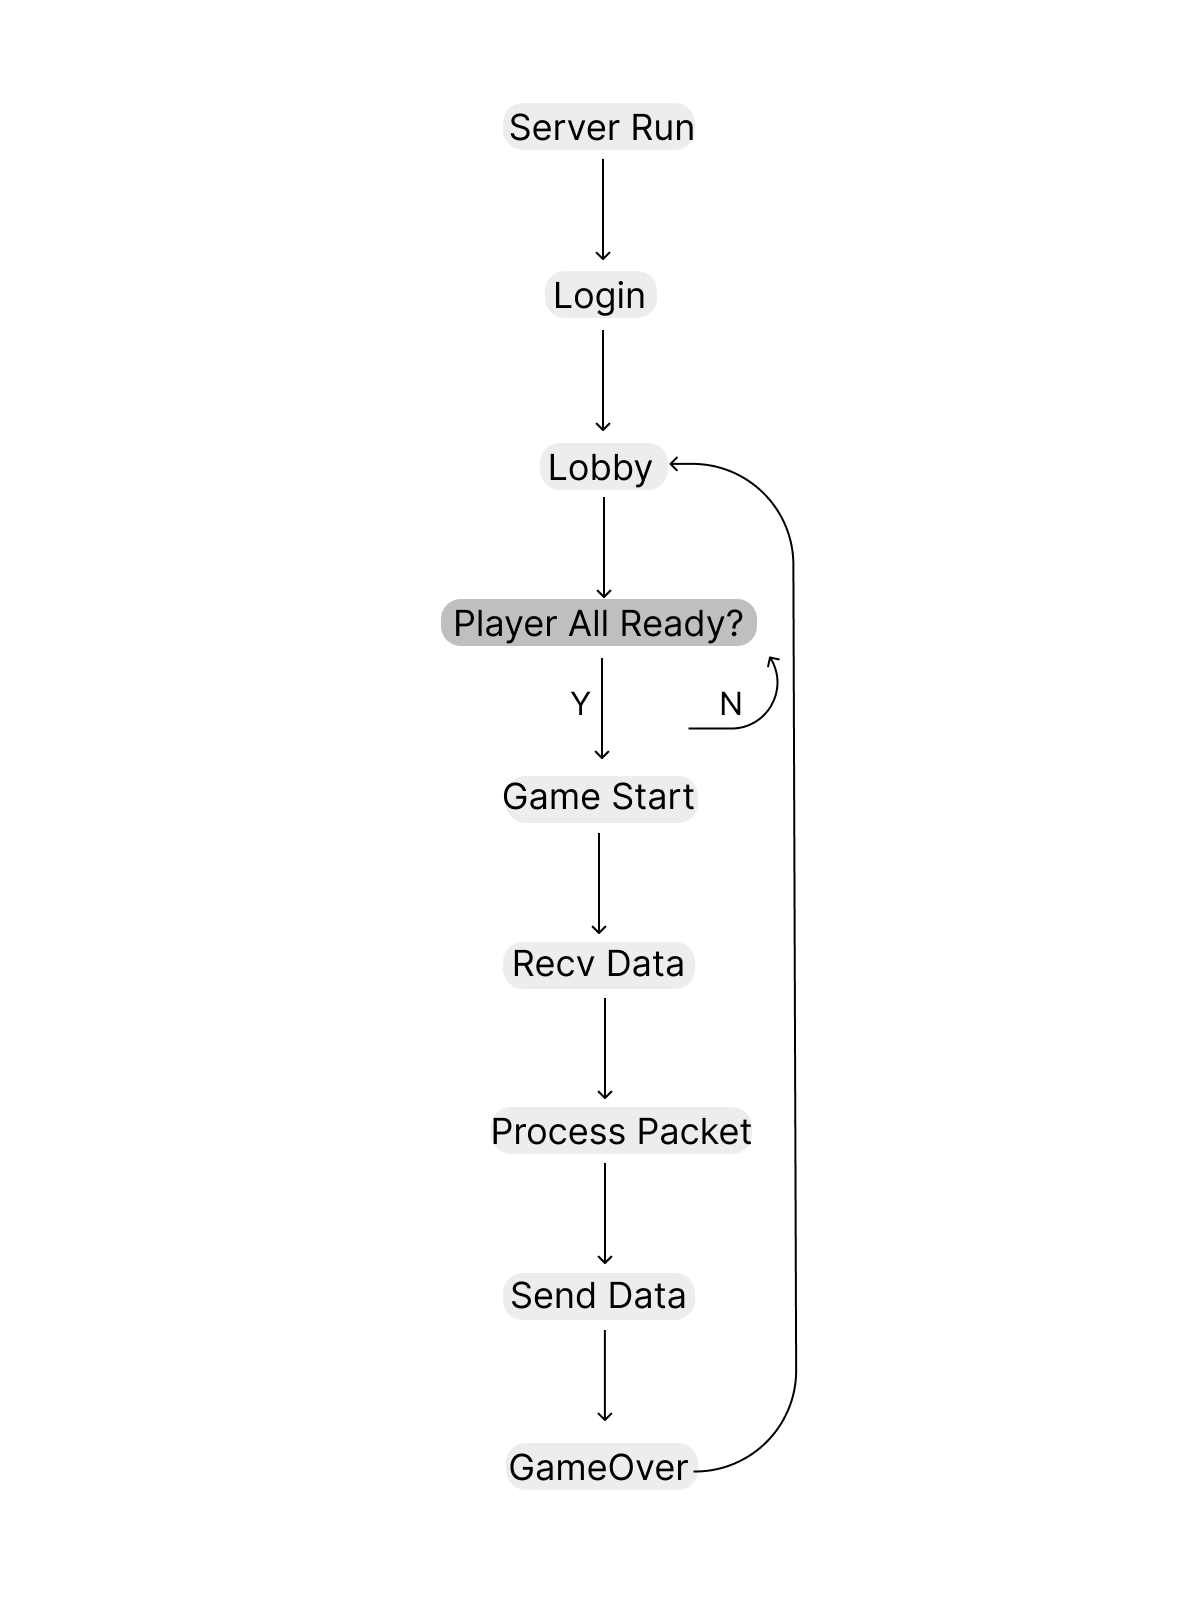 Server Run
Login
Lobby
Player All Ready?
Y
N
Game Start
Recv Data
Process Packet
Send Data
GameOver